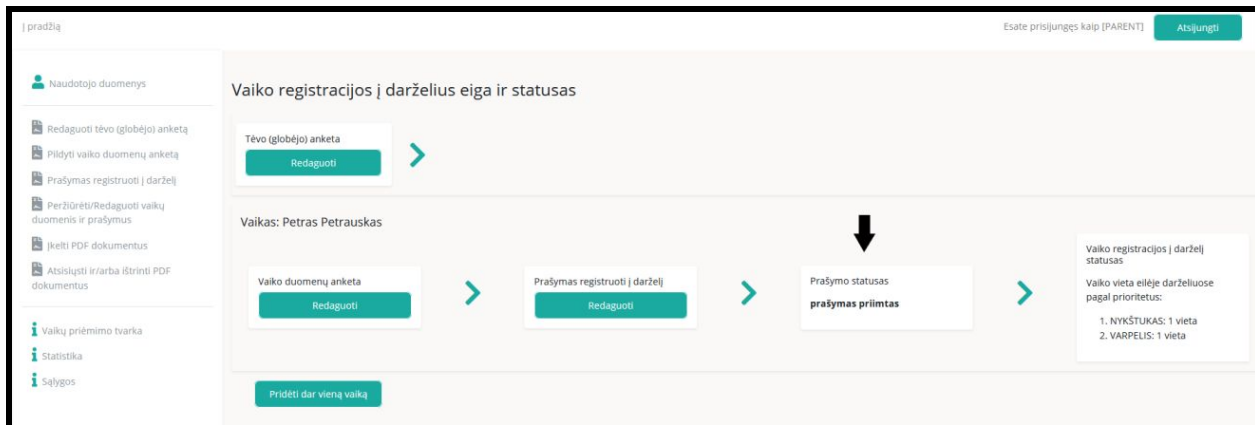 Į pradžią
Esate prisijungęs kaip [PARENT]
Atsijungti
Naudotojo duomenys
Redaguoti tėvo (globėjo) anketą
Pildyti vaiko duomenų anketą
Prašymas registruoti į darželį
Peržiūrėti/Redaguoti vaikų
duomenis ir prašymus
Įkelti PDF dokumentus
Atsisiųsti ir/arba ištrinti PDF
dokumentus
Vaikų priėmimo tvarka
Statistika
Sąlygos
Vaiko registracijos į darželius eiga ir statusas
Tėvo (globėjo) anketa
Redaguoti
Vaikas: Petras Petrauskas
Vaiko duomenų anketa
Redaguoti
Prašymas registruoti į darželį
Redaguoti
Prašymo statusas
prašymas priimtas
Vaiko registracijos į darželį
statusas
Vaiko vieta eilėje darželiuose
pagal prioritetus:
1. NYKŠTUKAS: 1 vieta
2. VARPELIS: 1 vieta
Pridėti dar vieną vaiką